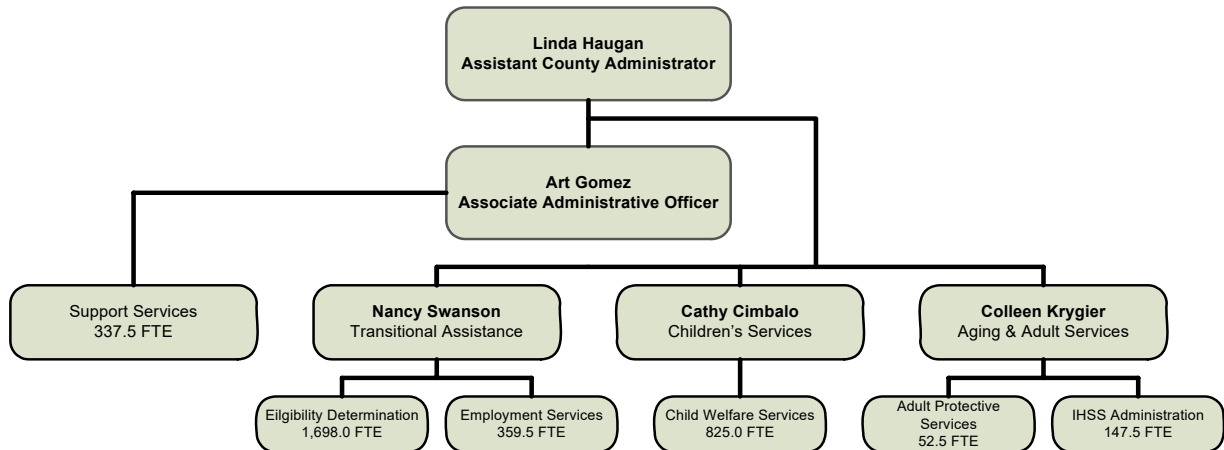 Linda Haugan
Assistant County Administrator
Art Gomez
Associate Administrative Officer
Support Services
337.5 FTE
Nancy Swanson
Transitional Assistance
Cathy Cimbalo
Children's Services
Colleen Krygier
Aging & Adult Services
Eilgibility Determination
1,698.0 FTE
Employment Services
359.5 FTE
Child Welfare Services
825.0 FTE
Adult Protective
Services
52.5 FTE
IHSS Administration
147.5 FTE